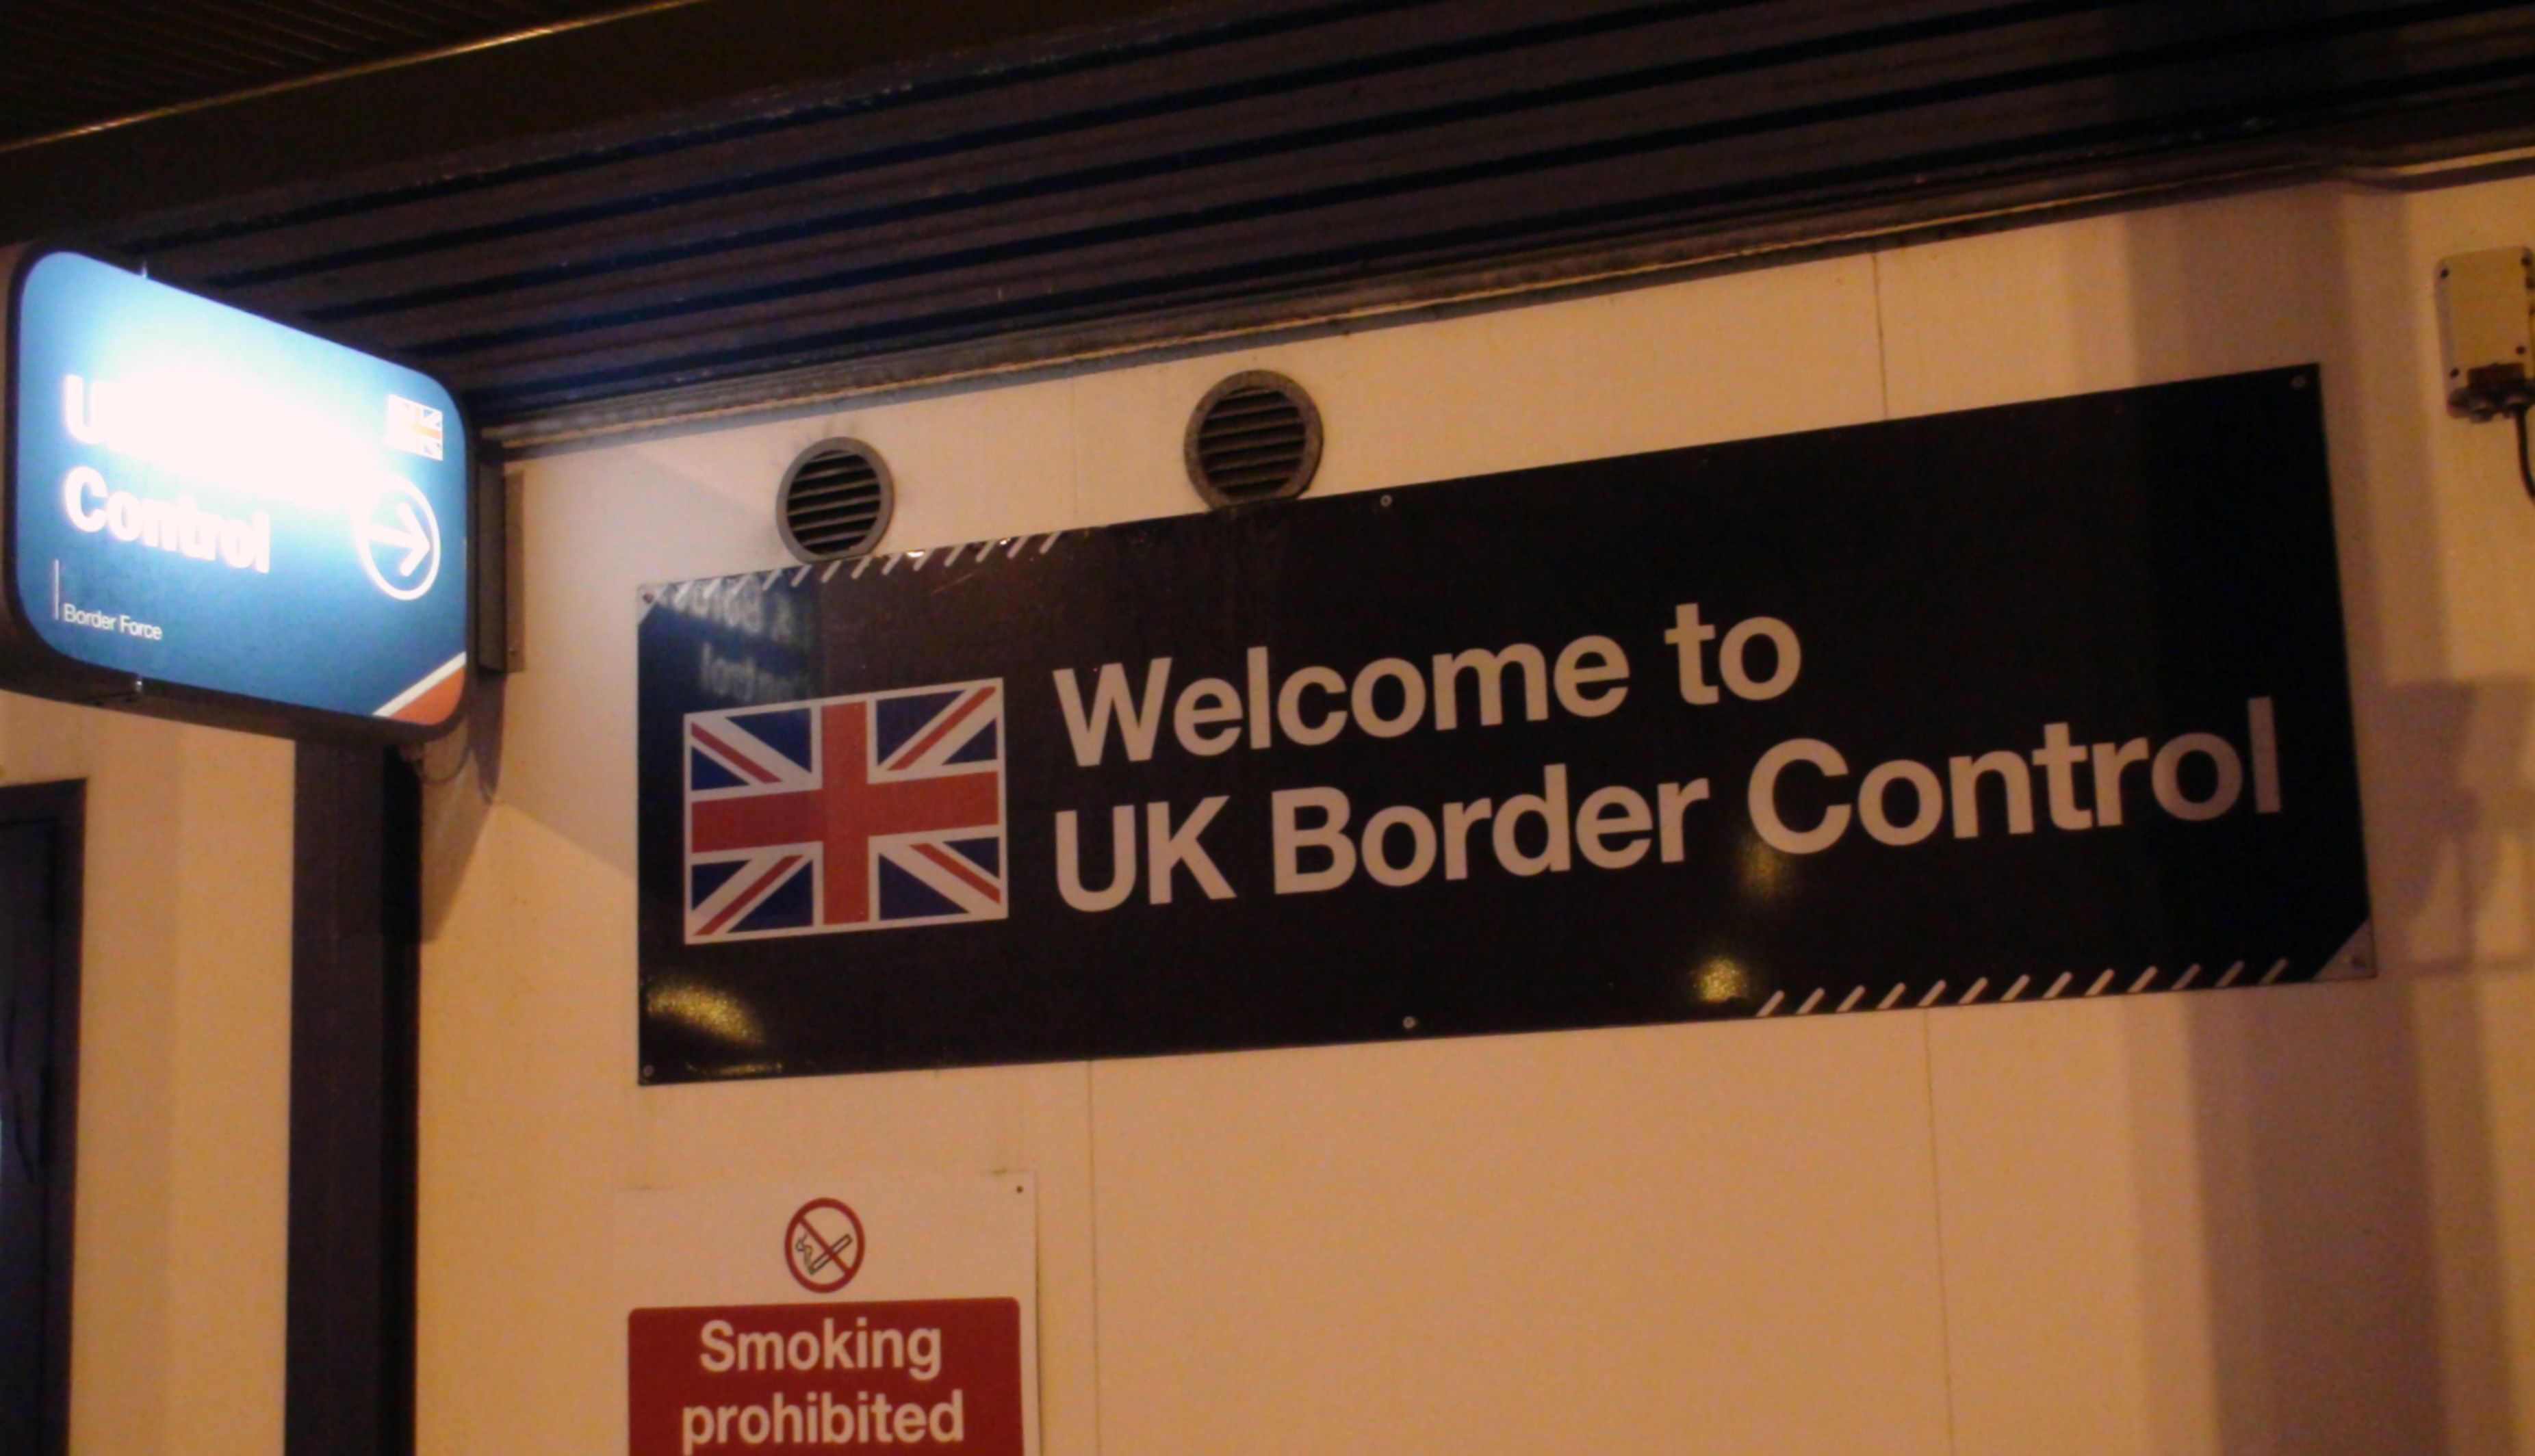 Control
Border Force
Welcome to
UK Border Control
Smoking
prohibited